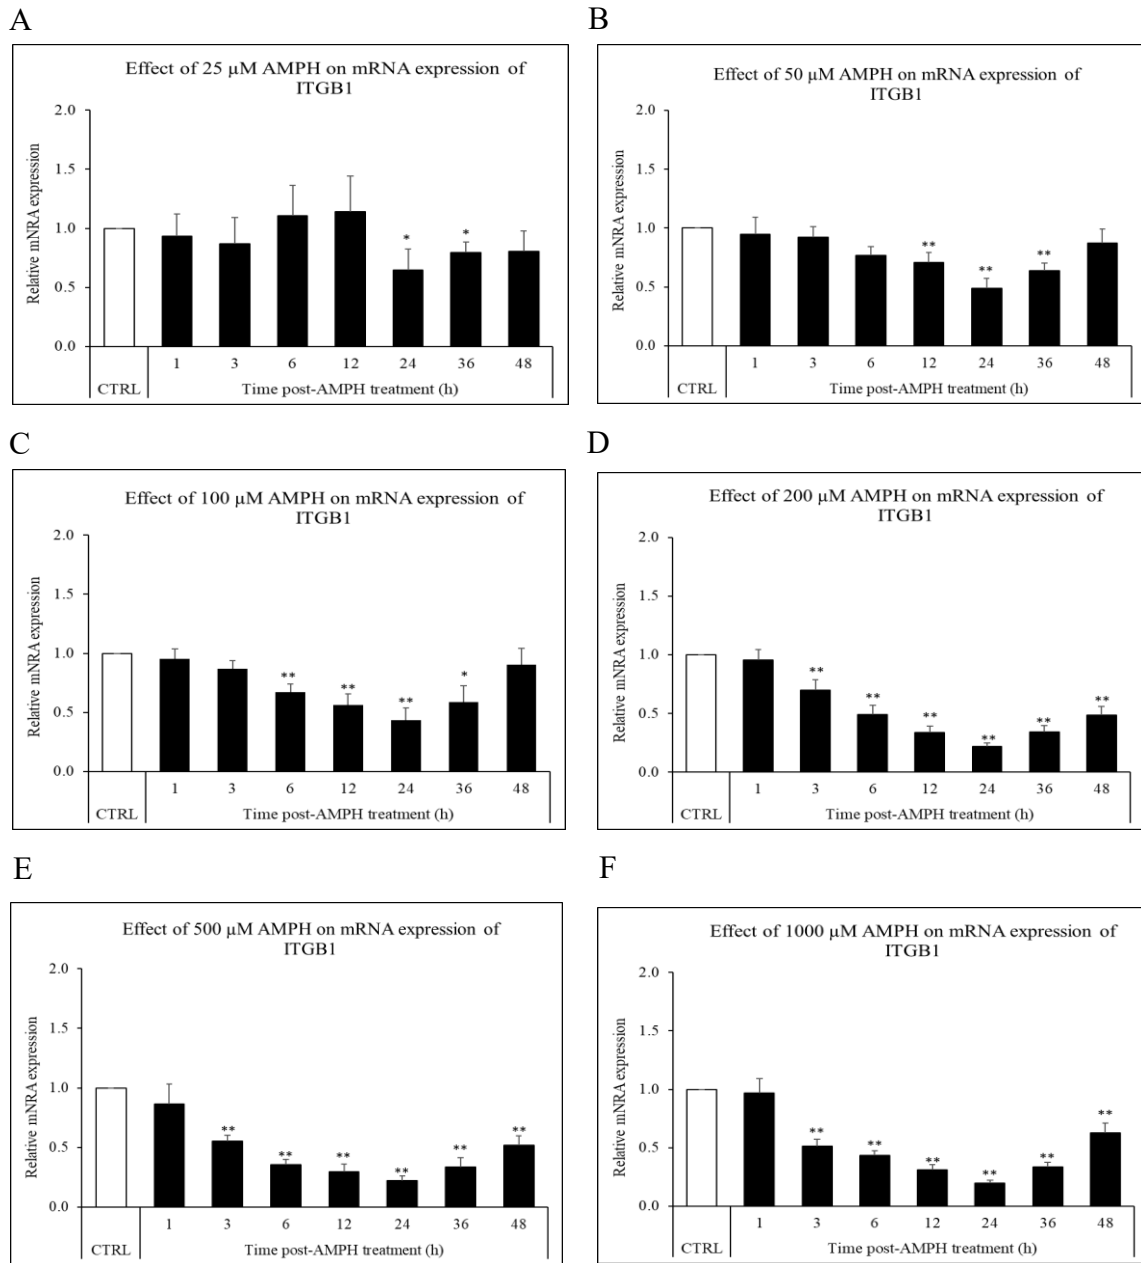 A
Effect of 25 µM AMPH on mRNA expression of
ITGB1
Relative mNRA expression
2.0
1.5
1.0
0.5
0.0
* *
1 3 6 12 24 36 48
CTRL Time post-AMPH treatment (h)
B
Effect of 50 µM AMPH on mRNA expression of
ITGB1
Relative mNRA expression
2.0
1.5
1.0
0.5
0.0
** ** **
1 3 6 12 24 36 48
CTRL Time post-AMPH treatment (h)
C
Effect of 100 µM AMPH on mRNA expression of
ITGB1
Relative mNRA expression
2.0
1.5
1.0
0.5
0.0
** ** ** *
1 3 6 12 24 36 48
CTRL Time post-AMPH treatment (h)
D
Effect of 200 µM AMPH on mRNA expression of
ITGB1
Relative mNRA expression
2.0
1.5
1.0
0.5
0.0
** ** ** ** ** **
1 3 6 12 24 36 48
CTRL Time post-AMPH treatment (h)
E
Effect of 500 µM AMPH on mRNA expression of
ITGB1
Relative mNRA expression
2.0
1.5
1.0
0.5
0.0
** ** ** ** ** **
1 3 6 12 24 36 48
CTRL Time post-AMPH treatment (h)
F
Effect of 1000 µM AMPH on mRNA expression of
ITGB1
Relative mNRA expression
2.0
1.5
1.0
0.5
0.0
** ** ** ** ** **
1 3 6 12 24 36 48
CTRL Time post-AMPH treatment (h)